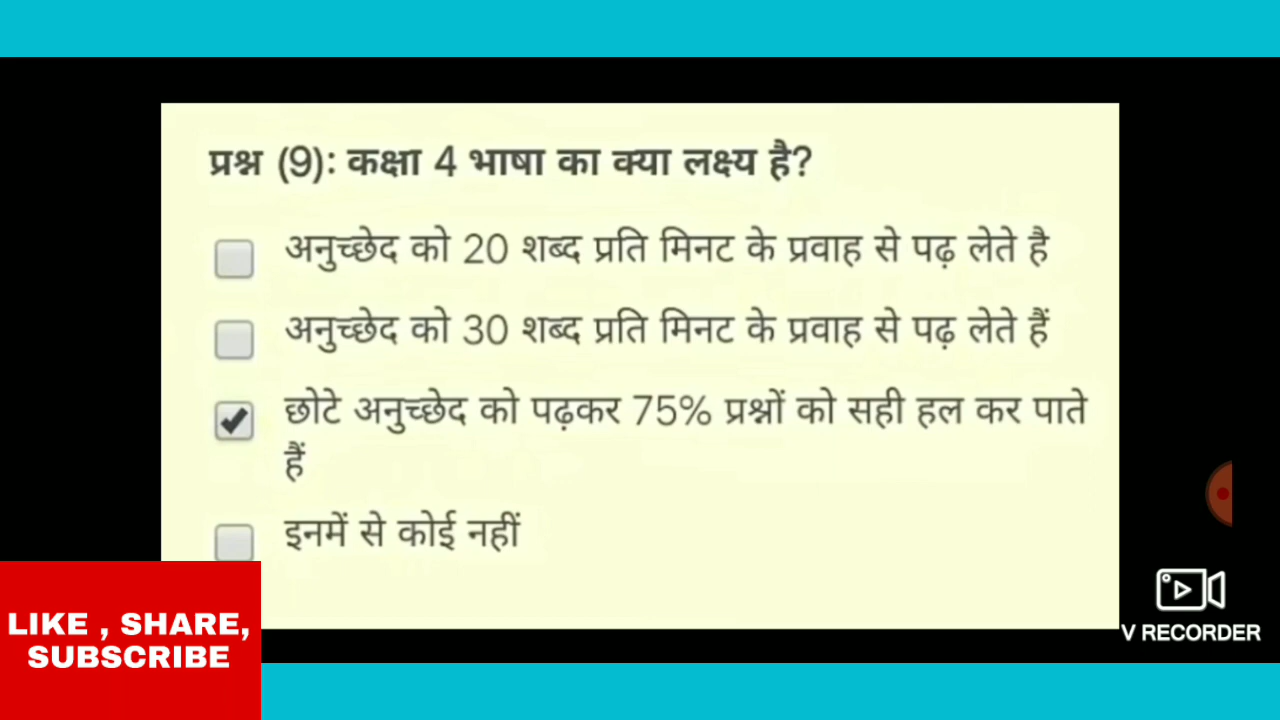 प्रश्न (9): कक्षा 4 भाषा का क्या लक्ष्य है?
अनुच्छेद को 20 शब्द प्रति मिनट के प्रवाह से पढ़ लेते है
अनुच्छेद को 30 शब्द प्रति मिनट के प्रवाह से पढ़ लेते हैं
छोटे अनुच्छेद को पढ़कर 75% प्रश्नों को सही हल कर पाते
हैं
इनमें से कोई नहीं
LIKE , SHARE,
SUBSCRIBE
V RECORDER